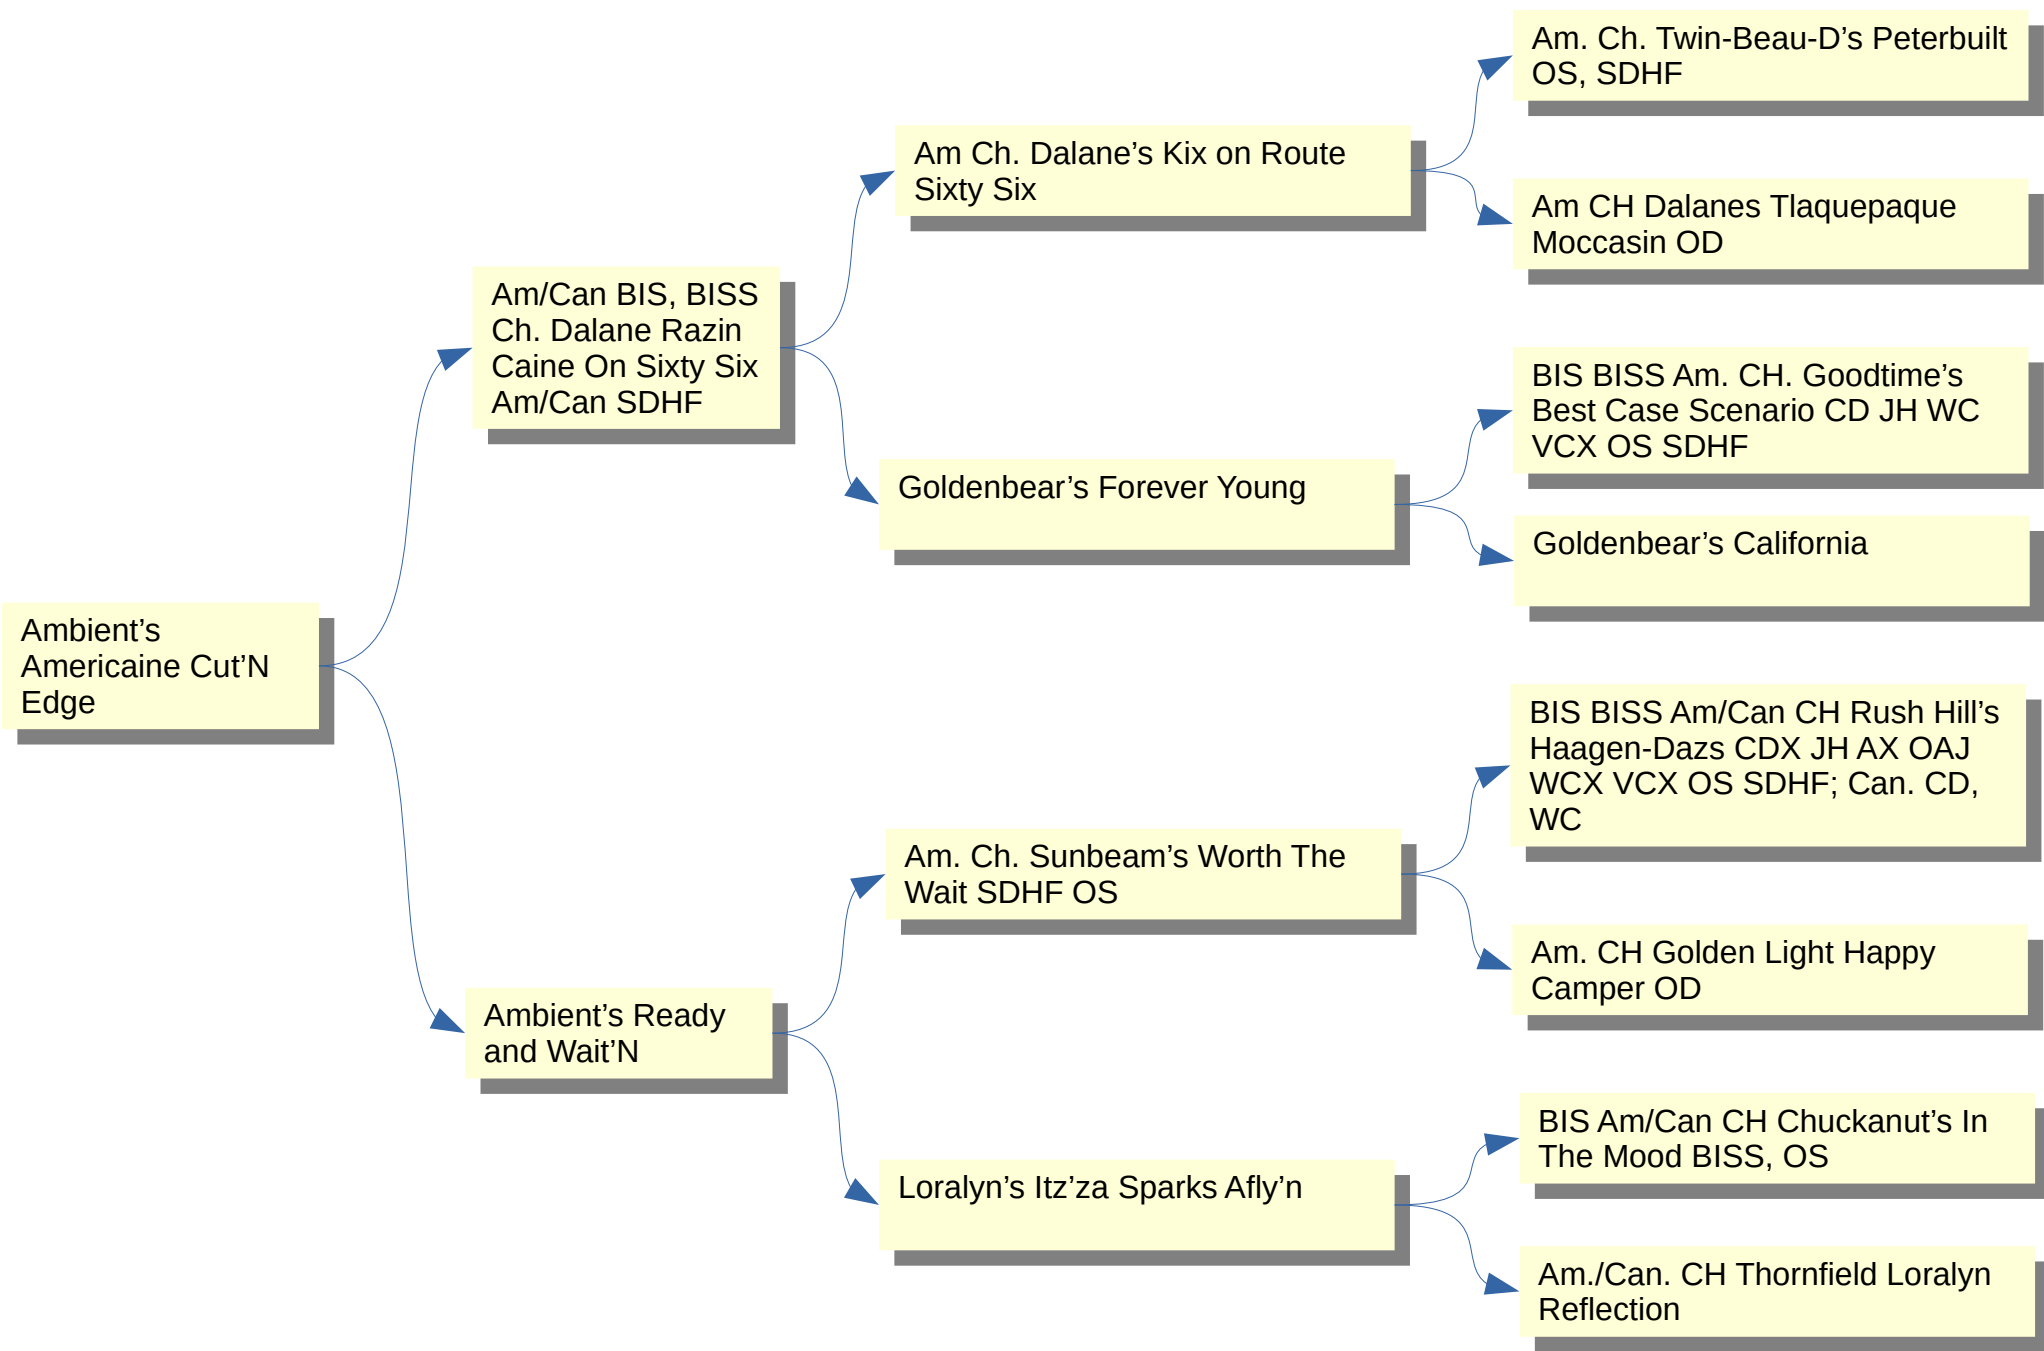 Am. Ch. Twin-Beau-D’s Peterbuilt
OS, SDHF
Am Ch. Dalane’s Kix on Route
Sixty Six
Am CH Dalanes Tlaquepaque
Moccasin OD
Am/Can BIS, BISS
Ch. Dalane Razin
Caine On Sixty Six
Am/Can SDHF
BIS BISS Am. CH. Goodtime’s
Best Case Scenario CD JH WC
VCX OS SDHF
Goldenbear’s Forever Young
Goldenbear’s California
Ambient’s
Americaine Cut’N
Edge
BIS BISS Am/Can CH Rush Hill’s
Haagen-Dazs CDX JH AX OAJ
WCX VCX OS SDHF; Can. CD,
WC
Am. Ch. Sunbeam’s Worth The
Wait SDHF OS
Am. CH Golden Light Happy
Camper OD
Ambient’s Ready
and Wait’N
BIS Am/Can CH Chuckanut’s In
The Mood BISS, OS
Loralyn’s Itz’za Sparks Afly’n
Am./Can. CH Thornfield Loralyn
Reflection